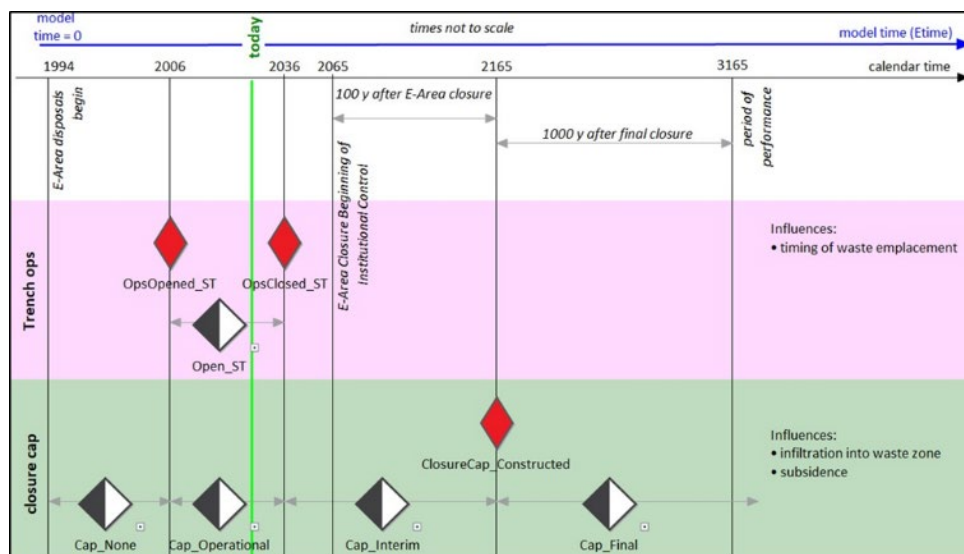 model
time = 0
today
times not to scale
model time (Etime)
1994
2006
2036
2065
2165
3165
calendar time
E-Area disposals
begin
100 y after E-Area closure
1000 y after final closure
period of
performance
E-Area Closure Beginning of
Institutional Control
Trench ops
OpsOpened_ST
OpsClosed_ST
Open_ST
Influences:
• timing of waste emplacement
closure cap
ClosureCap_Constructed
Influences:
• infiltration into waste zone
• subsidence
Cap_None
Cap_Operational
Cap_Interim
Cap_Final